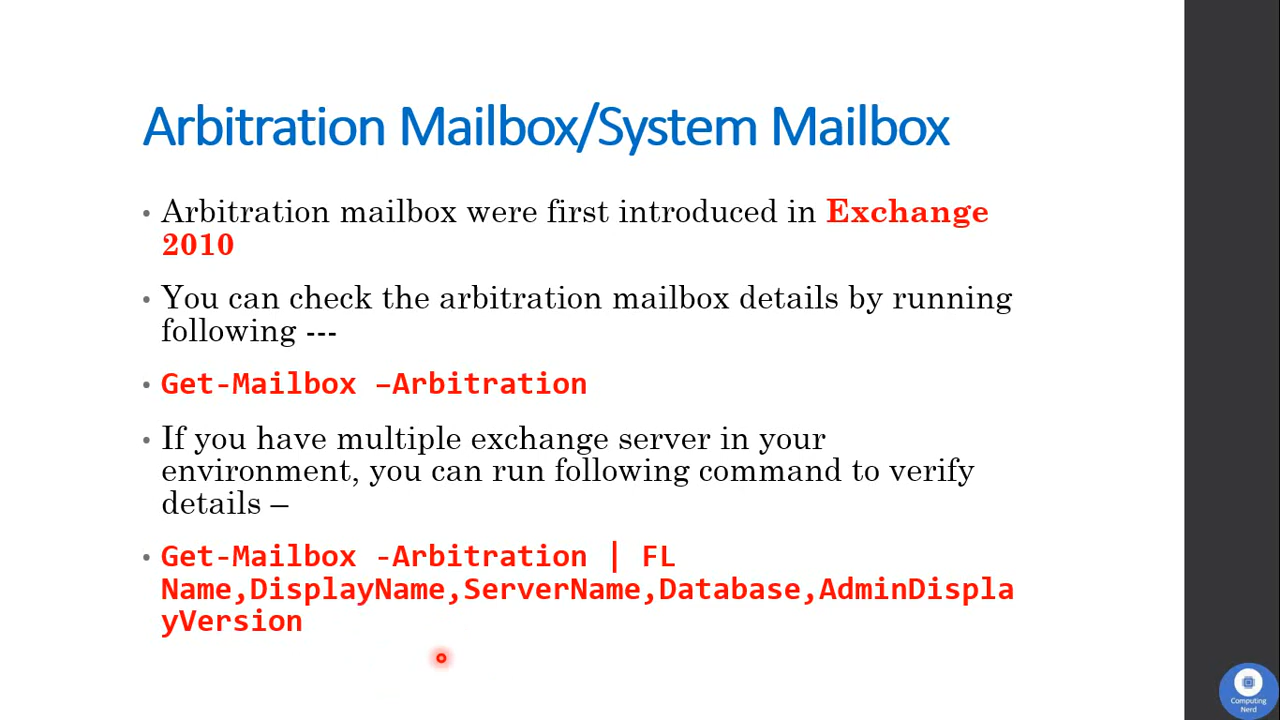 Arbitration Mailbox/System Mailbox
• Arbitration mailbox were first introduced in Exchange
2010
• You can check the arbitration mailbox details by running
following ---
• Get-Mailbox –Arbitration
• If you have multiple exchange server in your
environment, you can run following command to verify
details –
• Get-Mailbox -Arbitration | FL
Name,DisplayName,ServerName,Database,AdminDispla
yVersion
Computing
Nerd